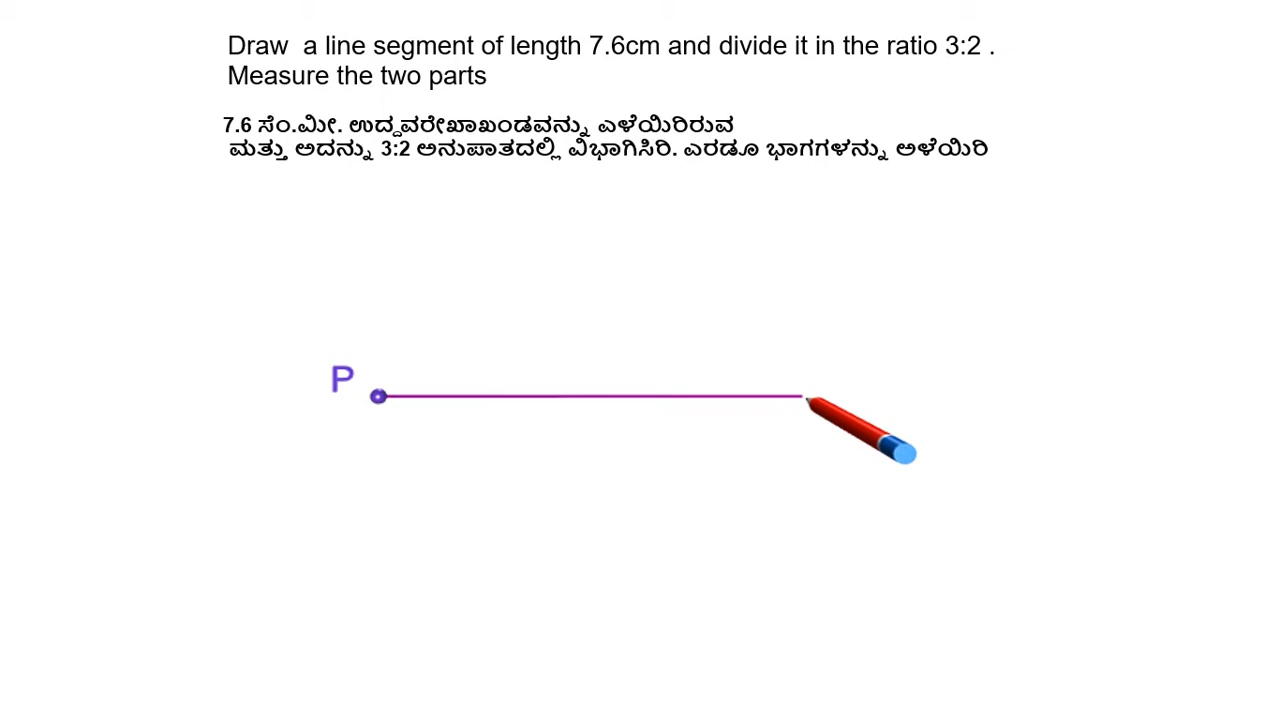 Draw a line segment of length 7.6cm and divide it in the ratio 3:2 .
Measure the two parts
7.6 ಸೆಂ.ಮೀ. ಉದ್ದವರೇಖಾಖಂಡವನ್ನು ಎಳೆಯಿರಿರುವ
ಮತ್ತು ಅದನ್ನು 3:2 ಅನುಪಾತದಲ್ಲಿ ವಿಭಾಗಿಸಿರಿ. ಎರಡೂ ಭಾಗಗಳನ್ನು ಅಳೆಯಿರಿ
P